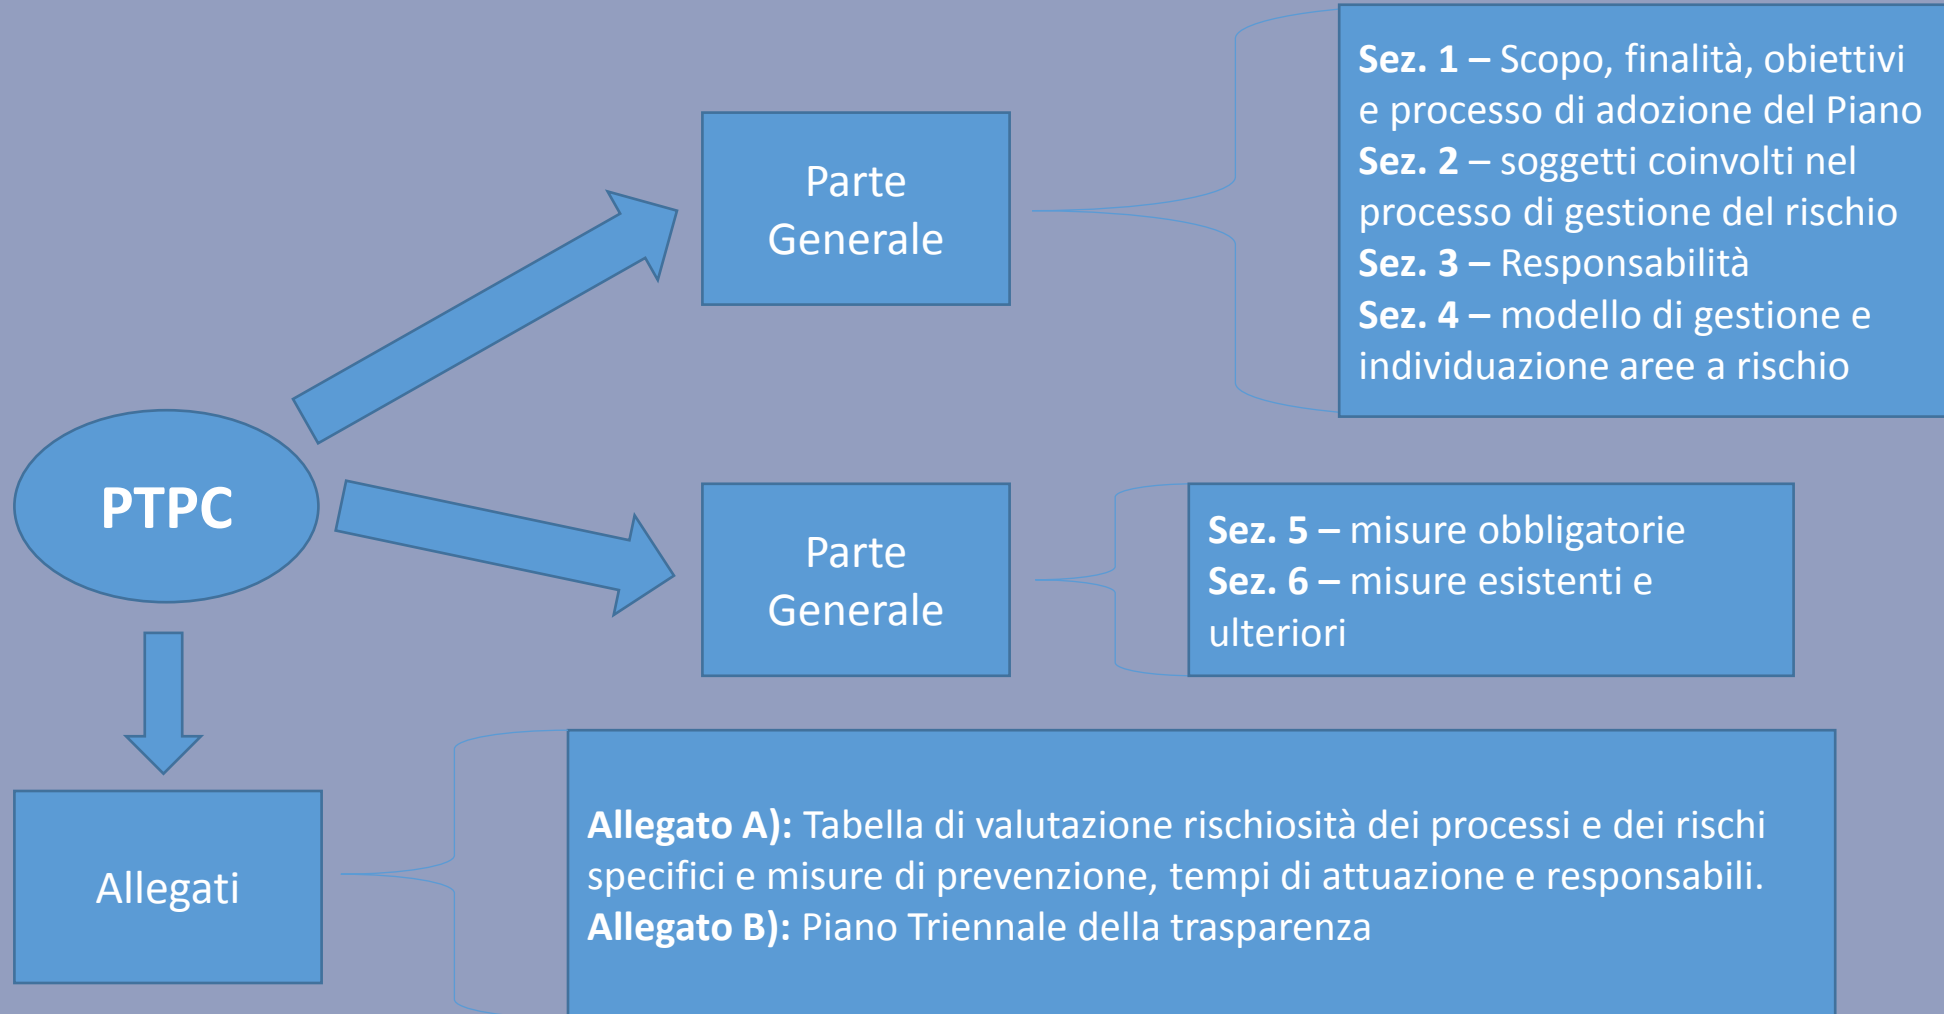 Sez. 1 – Scopo, finalità, obiettivi
e processo di adozione del Piano
Sez. 2 – soggetti coinvolti nel
processo di gestione del rischio
Sez. 3 – Responsabilità
Sez. 4 – modello di gestione e
individuazione aree a rischio
Parte
Generale
PTPC
Parte
Generale
Sez. 5 – misure obbligatorie
Sez. 6 – misure esistenti e
ulteriori
Allegati
Allegato A): Tabella di valutazione rischiosità dei processi e dei rischi
specifici e misure di prevenzione, tempi di attuazione e responsabili.
Allegato B): Piano Triennale della trasparenza